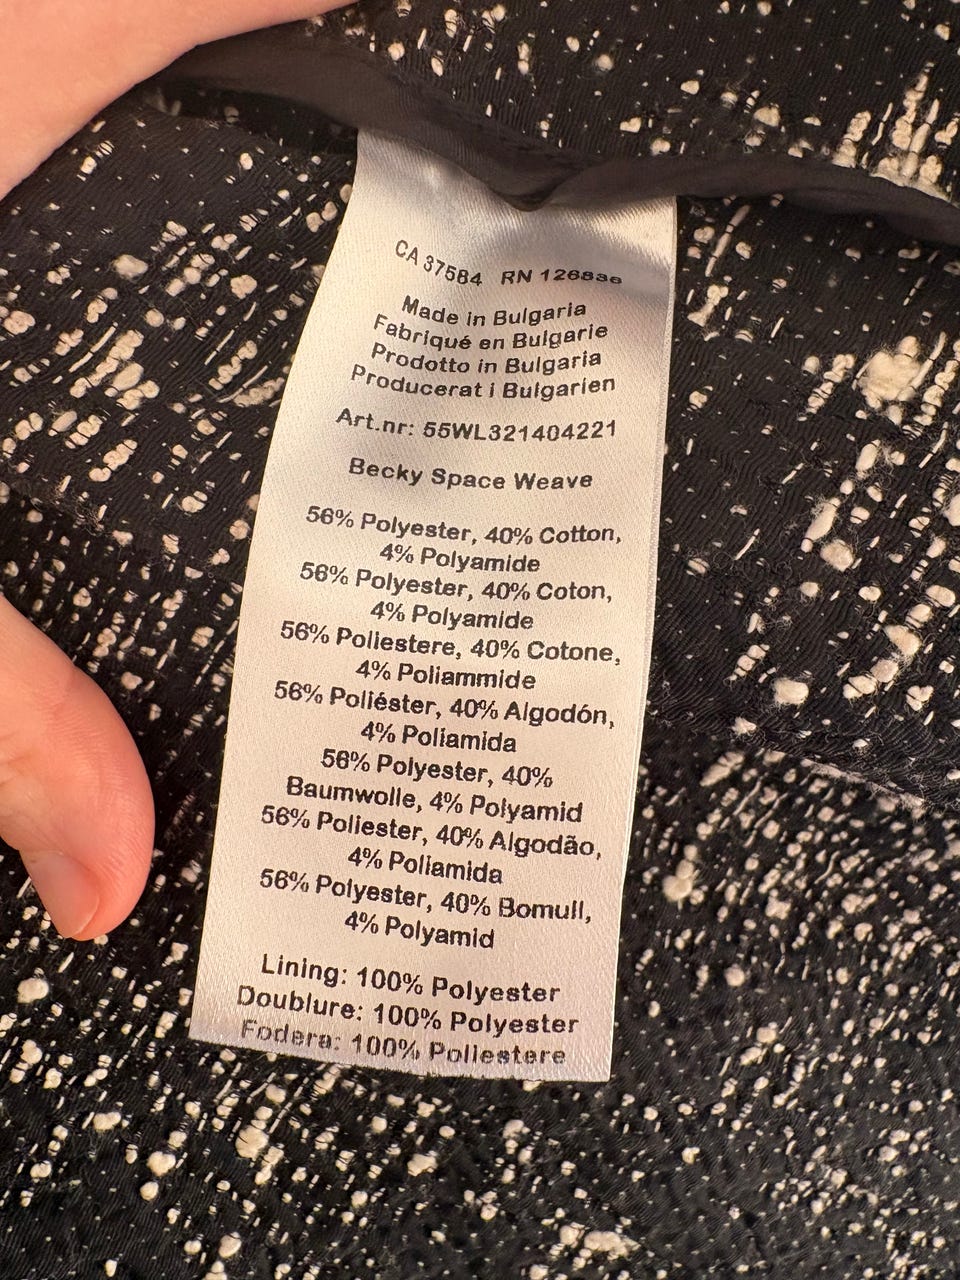 CA 37584 RN
Made in Bulgaria
Fabriqué en Bulgarie
Prodotto in Bulgaria
Producerat i Bulgarien
Art.nr: 55WL321404221
Becky Space Weave
56% Polyester, 40% Cotton,
4% Polyamide
56% Polyester, 40% Coton,
4% Polyamide
56% Poliestere, 40% Cotone,
4% Poliammide
56% Poliéster, 40% Algodón,
4% Poliamida
56% Polyester, 40%
Baumwolle, 4% Polyamid
56% Poliester, 40% Algodão,
4% Poliamida
56% Polyester, 40% Bomull,
4% Polyamid
Lining: 100% Polyester
Doublure: 100% Polyester
Fodera: 100% Poliestere